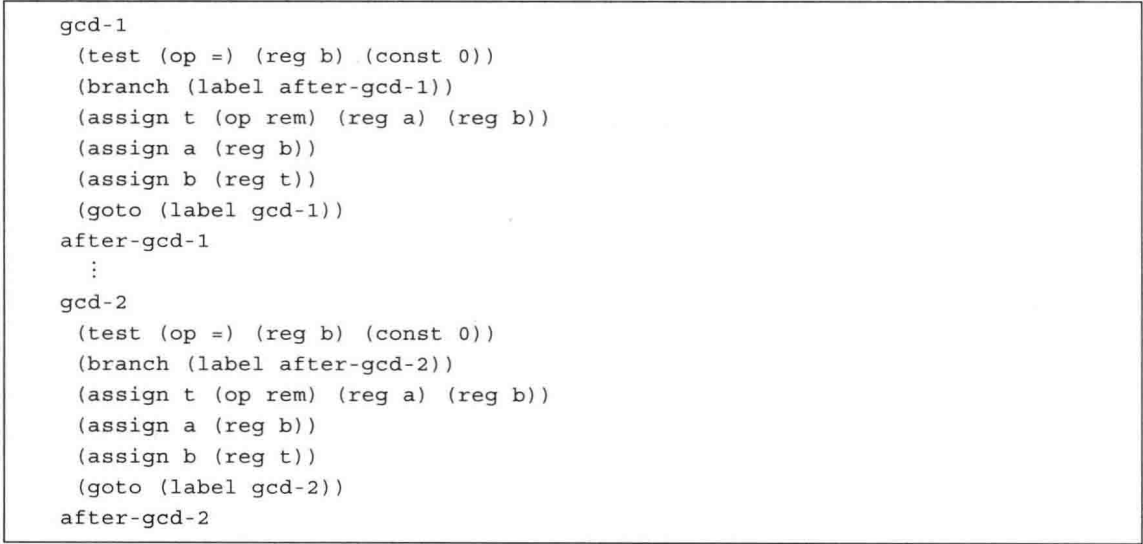 gcd-1
(test (op =) (reg b) (const 0))
(branch (label after-gcd-1))
(assign t (op rem) (reg a) (reg b))
(assign a (reg b))
(assign b (reg t))
(goto (label gcd-1))
after-gcd-1
⋮
gcd-2
(test (op =) (reg b) (const 0))
(branch (label after-gcd-2))
(assign t (op rem) (reg a) (reg b))
(assign a (reg b))
(assign b (reg t))
(goto (label gcd-2))
after-gcd-2